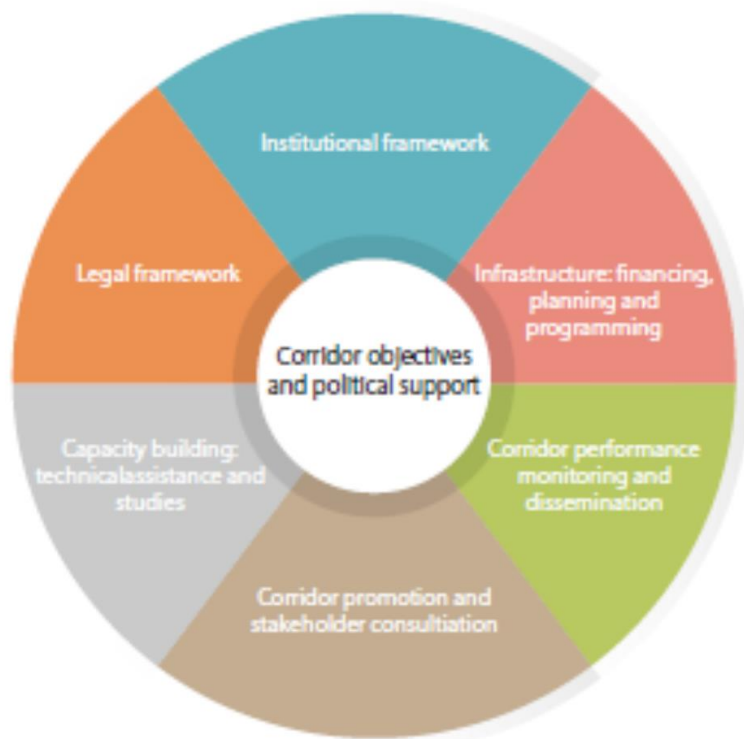 Institutional framework
Legal framework
Infrastructure: financing,
planning and
programming
Corridor objectives
and political support
Capacity building:
technicalassistance and
studies
Corridor performance
monitoring and
dissemination
Corridor promotion and
stakeholder consultiation